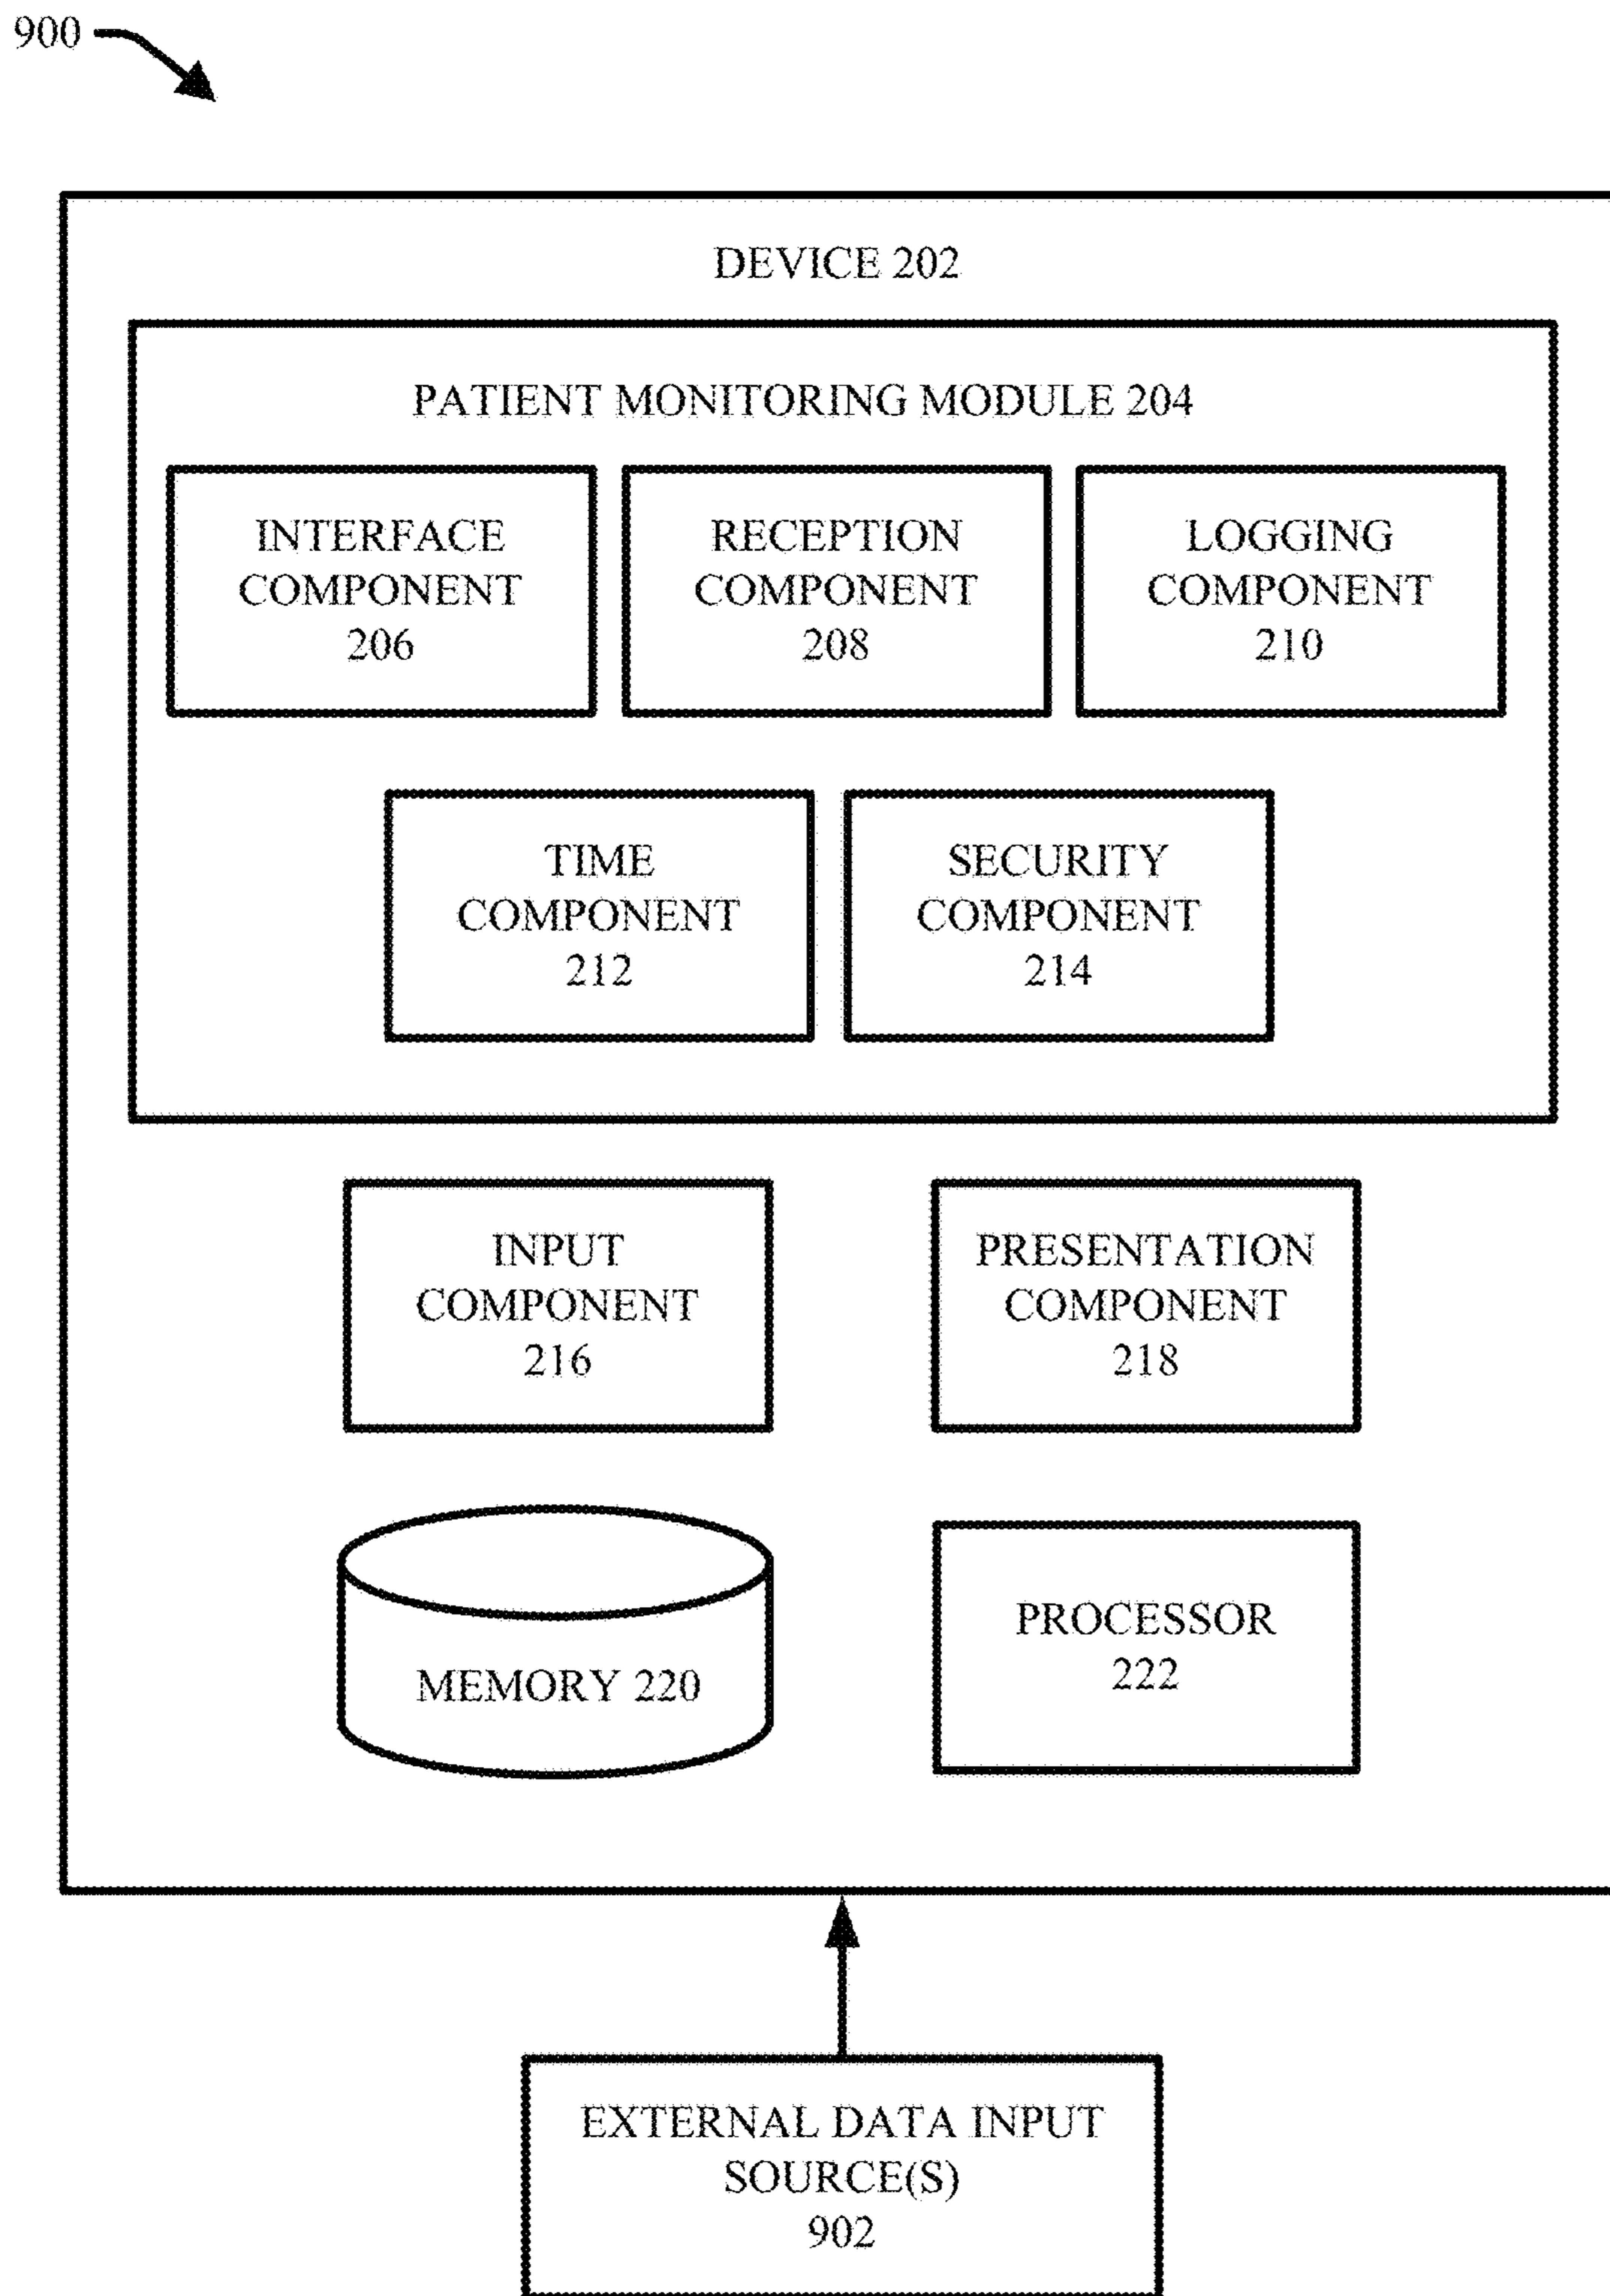 900
DEVICE 202
PATIENT MONITORING MODULE 204
INTERFACE
COMPONENT
206
RECEPTION
COMPONENT
208
LOGGING
COMPONENT
210
TIME
COMPONENT
212
SECURITY
COMPONENT
214
INPUT
COMPONENT
216
PRESENTATION
COMPONENT
218
MEMORY 220
PROCESSOR
222
EXTERNAL DATA INPUT
SOURCE(S)
902